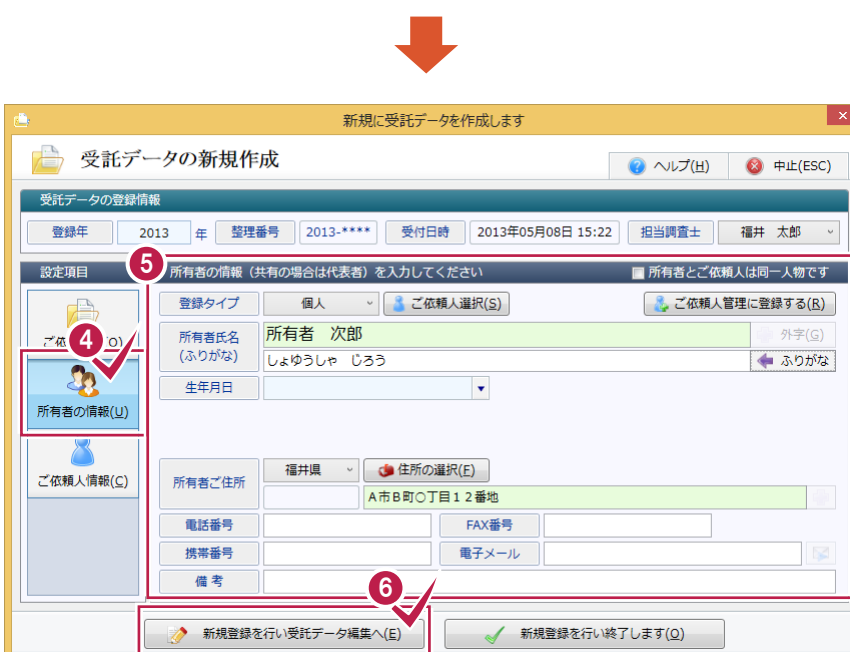 新規に受託データを作成します
受託データの新規作成
ヘルプ(H) 中止(ESC)
受託データの登録情報
登録年 2013 年 整理番号 2013-**** 受付日時 2013年05月08日 15:22 担当調査士 福井 太郎
設定項目
5 所有者の情報（共有の場合は代表者）を入力してください 所有者とご依頼人は同一人物です
登録タイプ 個人 ご依頼人選択(S) ご依頼人管理に登録する(R)
4
所有者氏名 所有者 次郎 外字(G)
(ふりがな) しょゆうしゃ じろう ふりがな
所有者の情報(U)
生年月日
ご依頼人情報(C)
所有者ご住所 福井県 住所の選択(F)
A市B町○丁目12番地
電話番号 FAX番号
携帯番号 電子メール
備考
6
新規登録を行い受託データ編集へ(E) 新規登録を行い終了します(O)